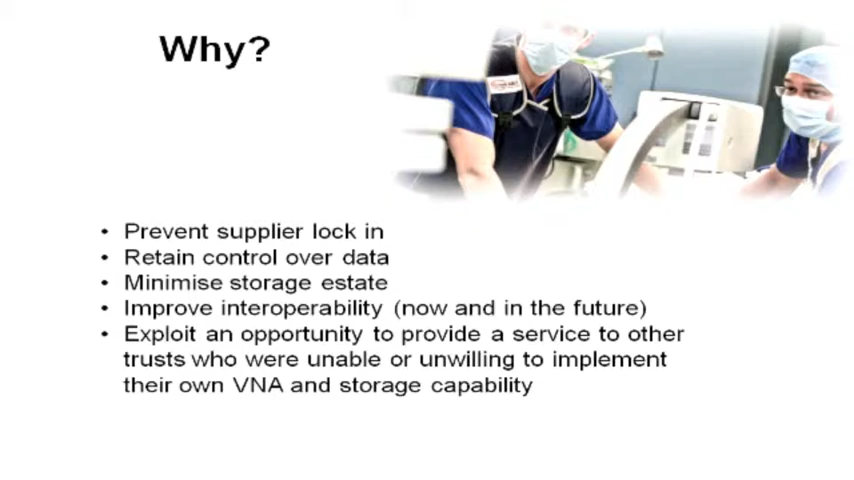 Why?
• Prevent supplier lock in
• Retain control over data
• Minimise storage estate
• Improve interoperability (now and in the future)
• Exploit an opportunity to provide a service to other
trusts who were unable or unwilling to implement
their own VNA and storage capability